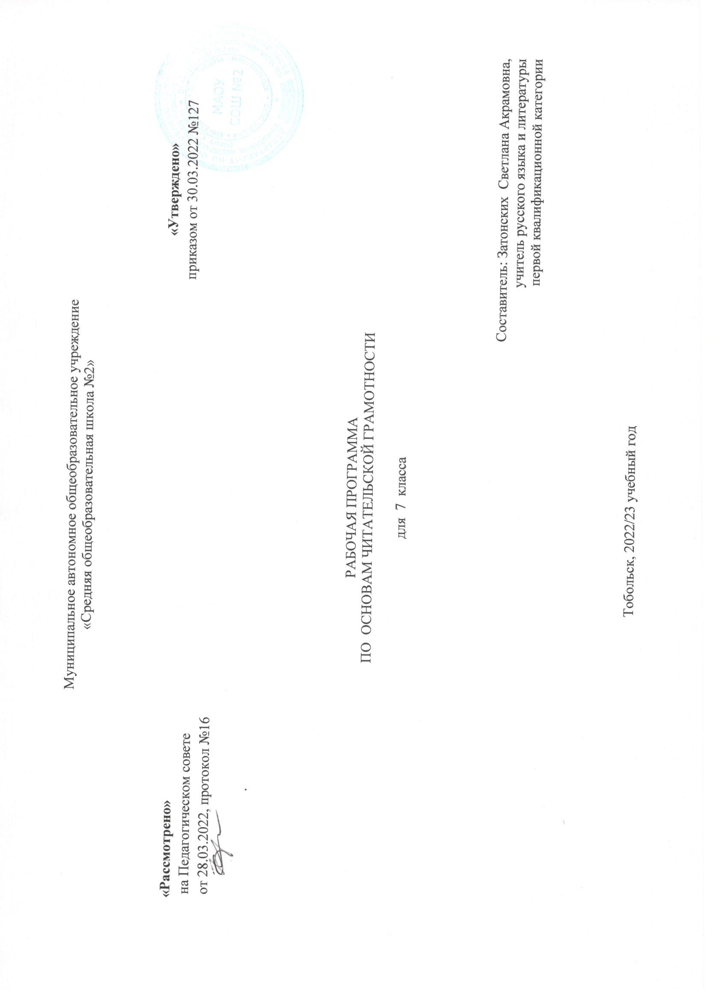 Муниципальное автономное общеобразовательное учреждение
«Средняя общеобразовательная школа №2»
«Рассмотрено»
на Педагогическом совете
от 28.03.2022, протокол №16
«Утверждено»
приказом от 30.03.2022 №127
МАОУ
СОШ №2
РАБОЧАЯ ПРОГРАММА
ПО ОСНОВАМ ЧИТАТЕЛЬСКОЙ ГРАМОТНОСТИ
для 7 класса
Составитель: Затонских Светлана Акрамовна,
учитель русского языка и литературы
первой квалификационной категории
Тобольск, 2022/23 учебный год